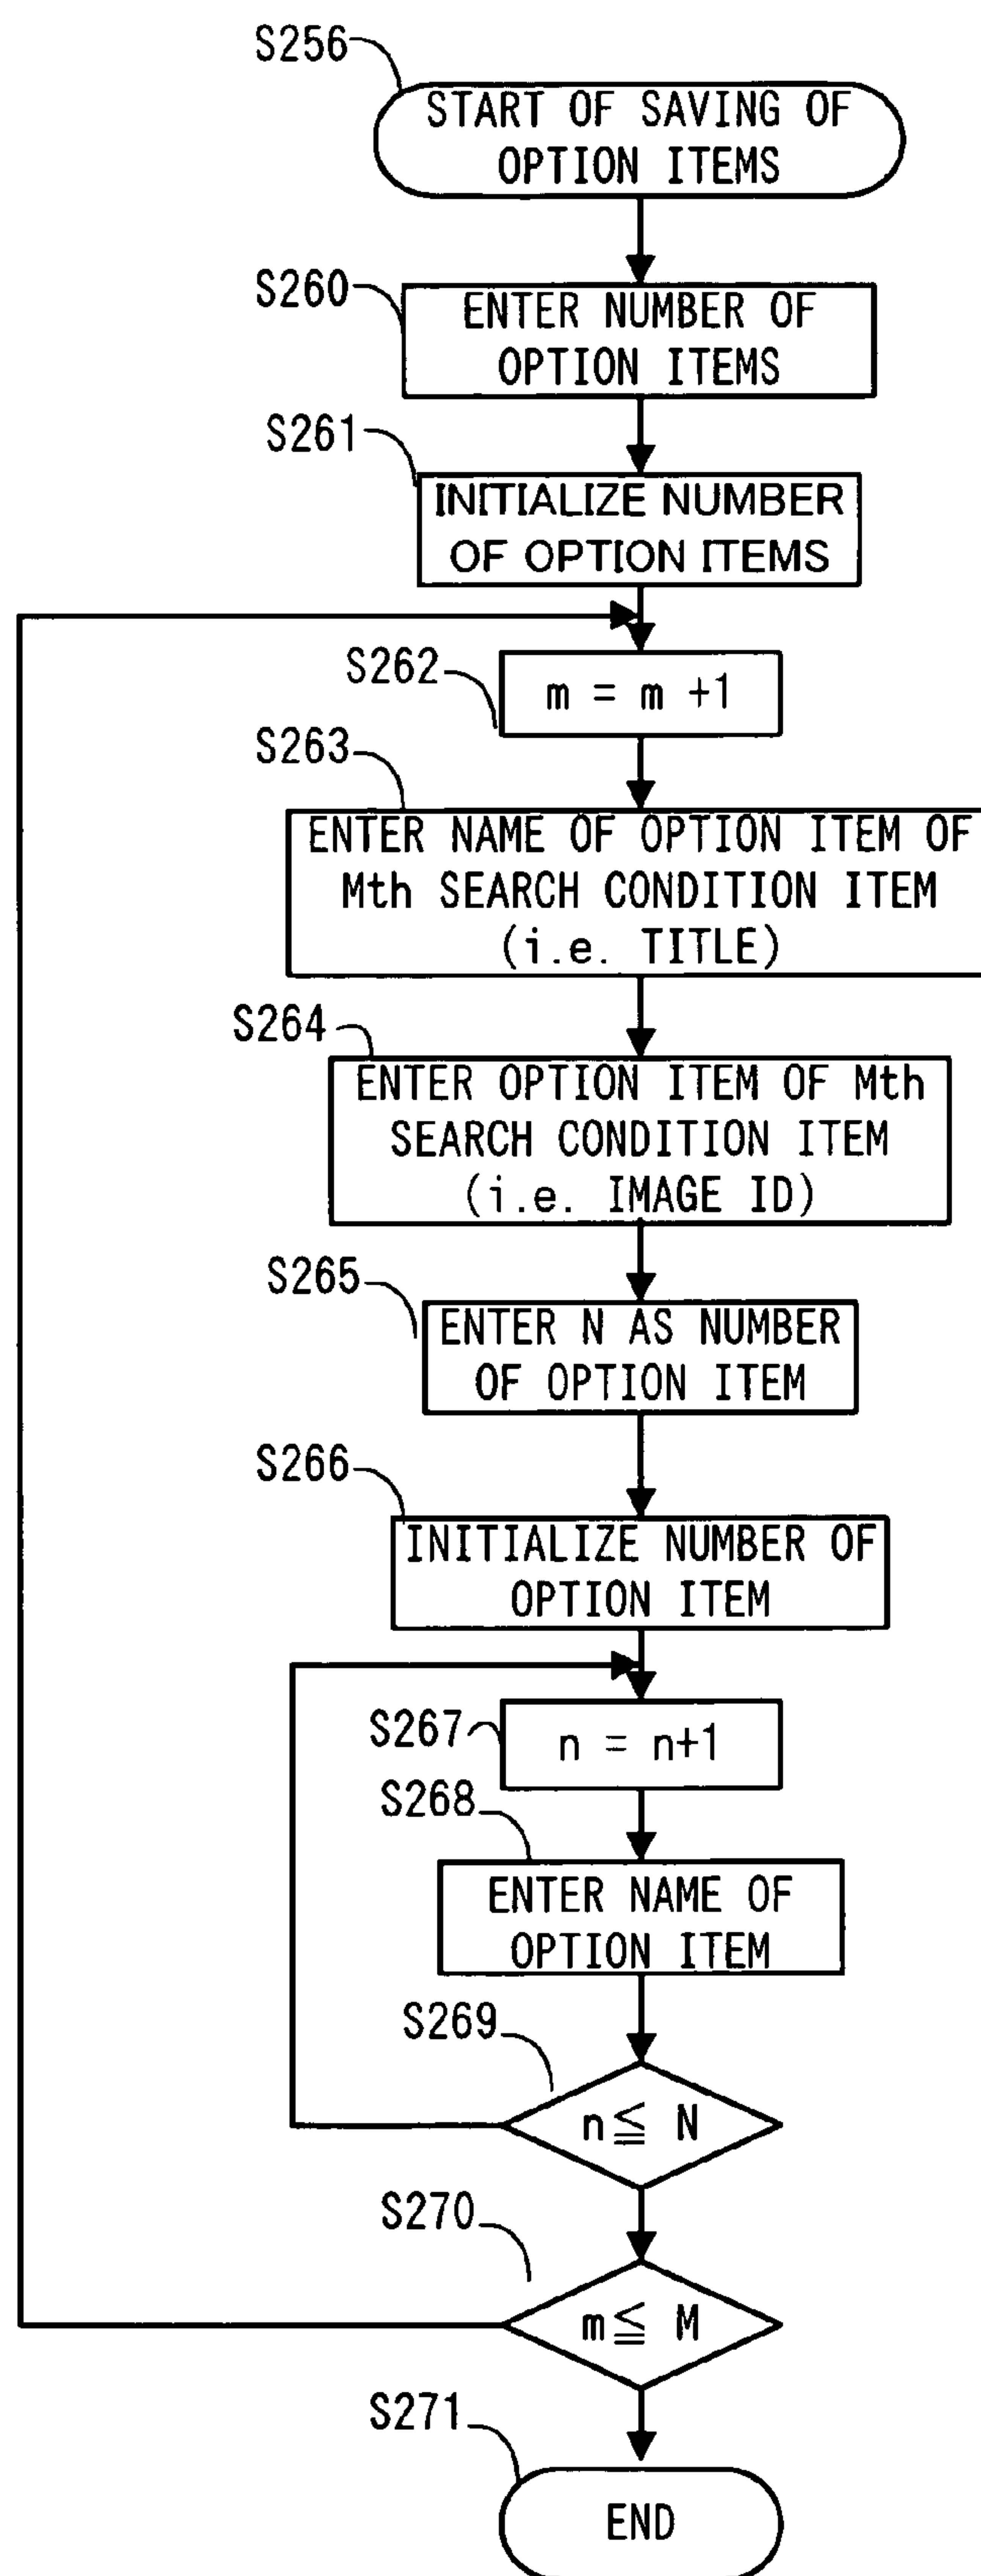 S256
START OF SAVING OF
OPTION ITEMS
S260
ENTER NUMBER OF
OPTION ITEMS
S261
INITIALIZE NUMBER
OF OPTION ITEMS
S262
m = m +1
S263
ENTER NAME OF OPTION ITEM OF
Mth SEARCH CONDITION ITEM
(i.e. TITLE)
S264
ENTER OPTION ITEM OF Mth
SEARCH CONDITION ITEM
(i.e. IMAGE ID)
S265
ENTER N AS NUMBER
OF OPTION ITEM
S266
INITIALIZE NUMBER OF
OPTION ITEM
S267
n = n+1
S268
ENTER NAME OF
OPTION ITEM
S269
n≦ N
S270
m≦ M
S271
END